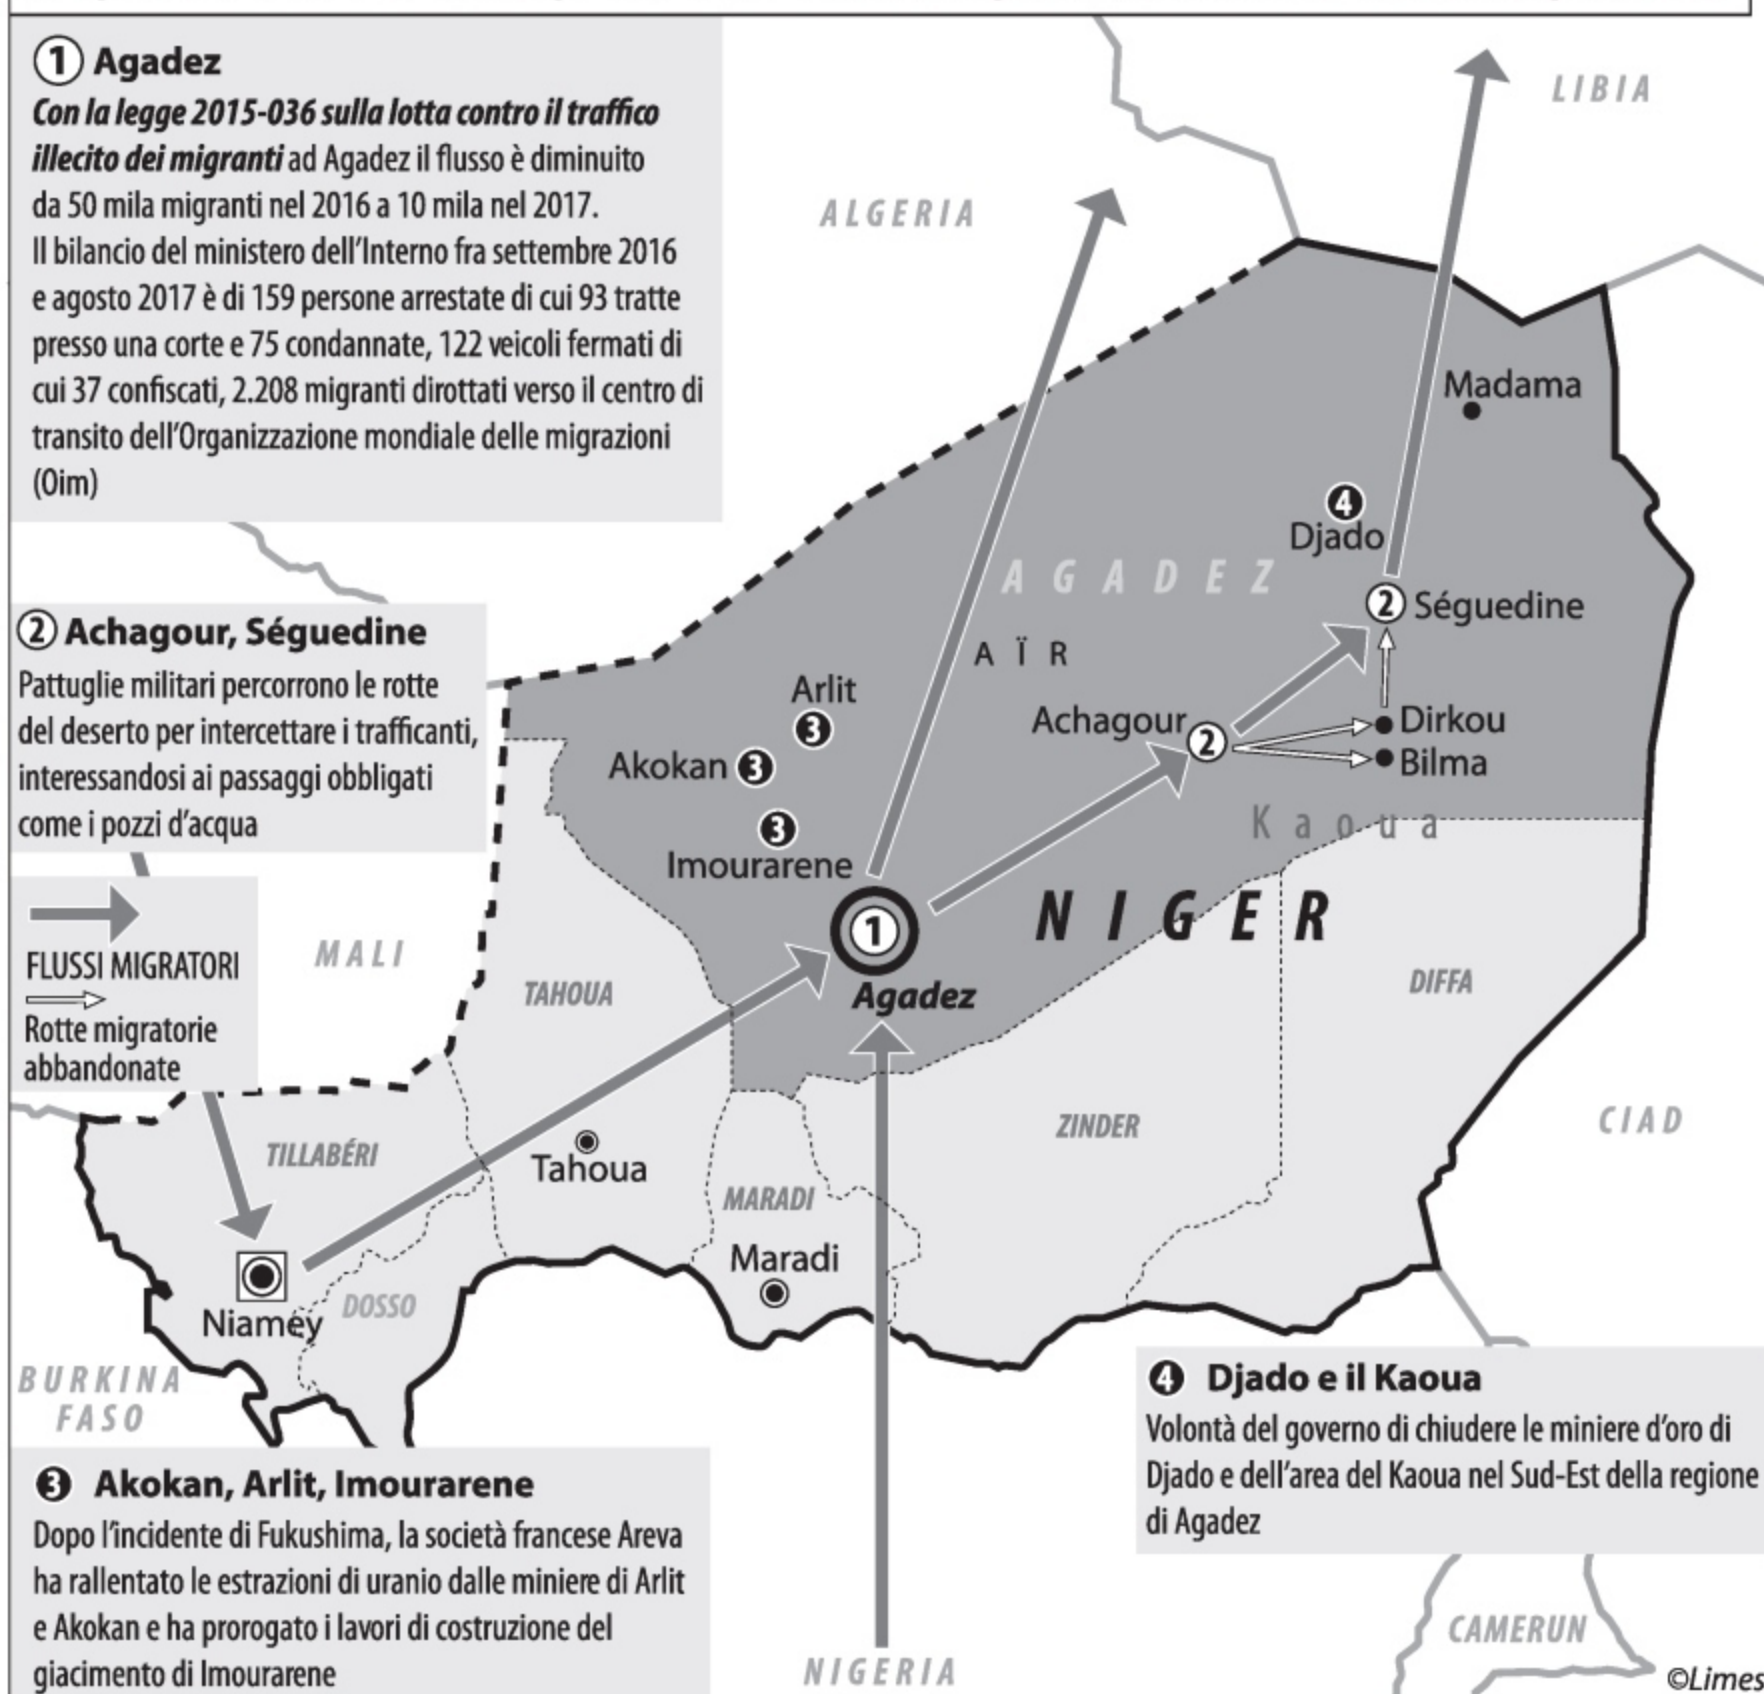 1 Agadez
Con la legge 2015-036 sulla lotta contro il traffico
illecito dei migranti ad Agadez il flusso è diminuito
da 50 mila migranti nel 2016 a 10 mila nel 2017.
Il bilancio del ministero dell'Interno fra settembre 2016
e agosto 2017 è di 159 persone arrestate di cui 93 tratte
presso una corte e 75 condannate, 122 veicoli fermati di
cui 37 confiscati, 2.208 migranti dirottati verso il centro di
transito dell'Organizzazione mondiale delle migrazioni
(Oim)
LIBIA
ALGERIA
Madama
4
Djado
AGADEZ
2 Séguedine
2 Achagour, Séguedine
Pattuglie militari percorrono le rotte
del deserto per intercettare i trafficanti,
interessandosi ai passaggi obbligati
come i pozzi d'acqua
AÏR
Arlit
3
Akokan 3
3
Imourarene
Achagour
2
Dirkou
Bilma
Kaoua
NIGER
1
Agadez
FLUSSI MIGRATORI
Rotte migratorie
abbandonate
MALI
TAHOUA
DIFFA
ZINDER
CIAD
TILLABÉRI
Tahoua
MARADI
Maradi
Niamey
DOSSO
BURKINA
FASO
3 Akokan, Arlit, Imourarene
Dopo l'incidente di Fukushima, la società francese Areva
ha rallentato le estrazioni di uranio dalle miniere di Arlit
e Akokan e ha prorogato i lavori di costruzione del
giacimento di Imourarene
4 Djado e il Kaoua
Volontà del governo di chiudere le miniere d'oro di
Djado e dell'area del Kaoua nel Sud-Est della regione
di Agadez
NIGERIA
CAMERUN
©Limes